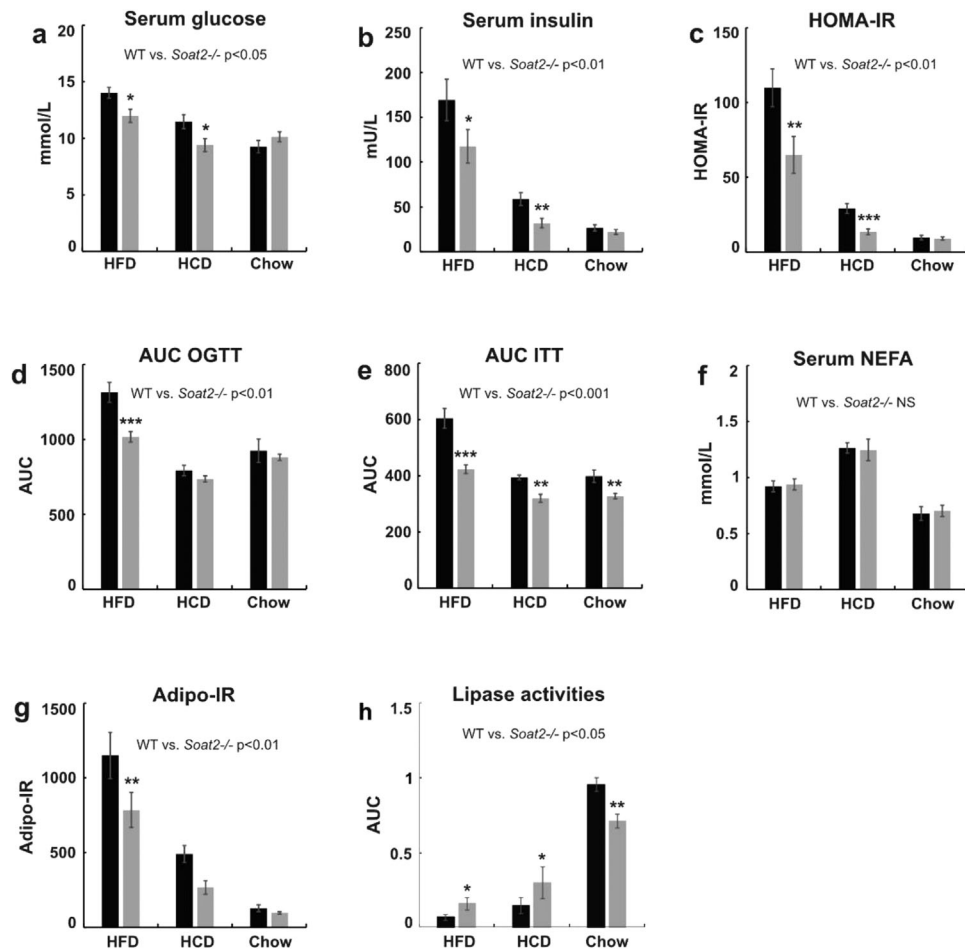 a
Serum glucose
WT vs. Soat2-/- p<0.05
mmol/L
20
15
10
5
0
*
*
HFD HCD Chow
b
Serum insulin
WT vs. Soat2-/- p<0.01
mU/L
250
200
150
100
50
0
*
**
HFD HCD Chow
c
HOMA-IR
WT vs. Soat2-/- p<0.01
HOMA-IR
150
100
50
0
**
***
HFD HCD Chow
d
AUC OGTT
WT vs. Soat2-/- p<0.01
AUC
1500
1000
500
0
***
HFD HCD Chow
e
AUC ITT
WT vs. Soat2-/- p<0.001
AUC
800
600
400
200
0
***
**
**
HFD HCD Chow
f
Serum NEFA
WT vs. Soat2-/- NS
mmol/L
2
1.5
1
0.5
0
HFD HCD Chow
g
Adipo-IR
WT vs. Soat2-/- p<0.01
Adipo-IR
1500
1000
500
0
**
HFD HCD Chow
h
Lipase activities
WT vs. Soat2-/- p<0.05
AUC
1.5
1
0.5
0
*
*
**
HFD HCD Chow